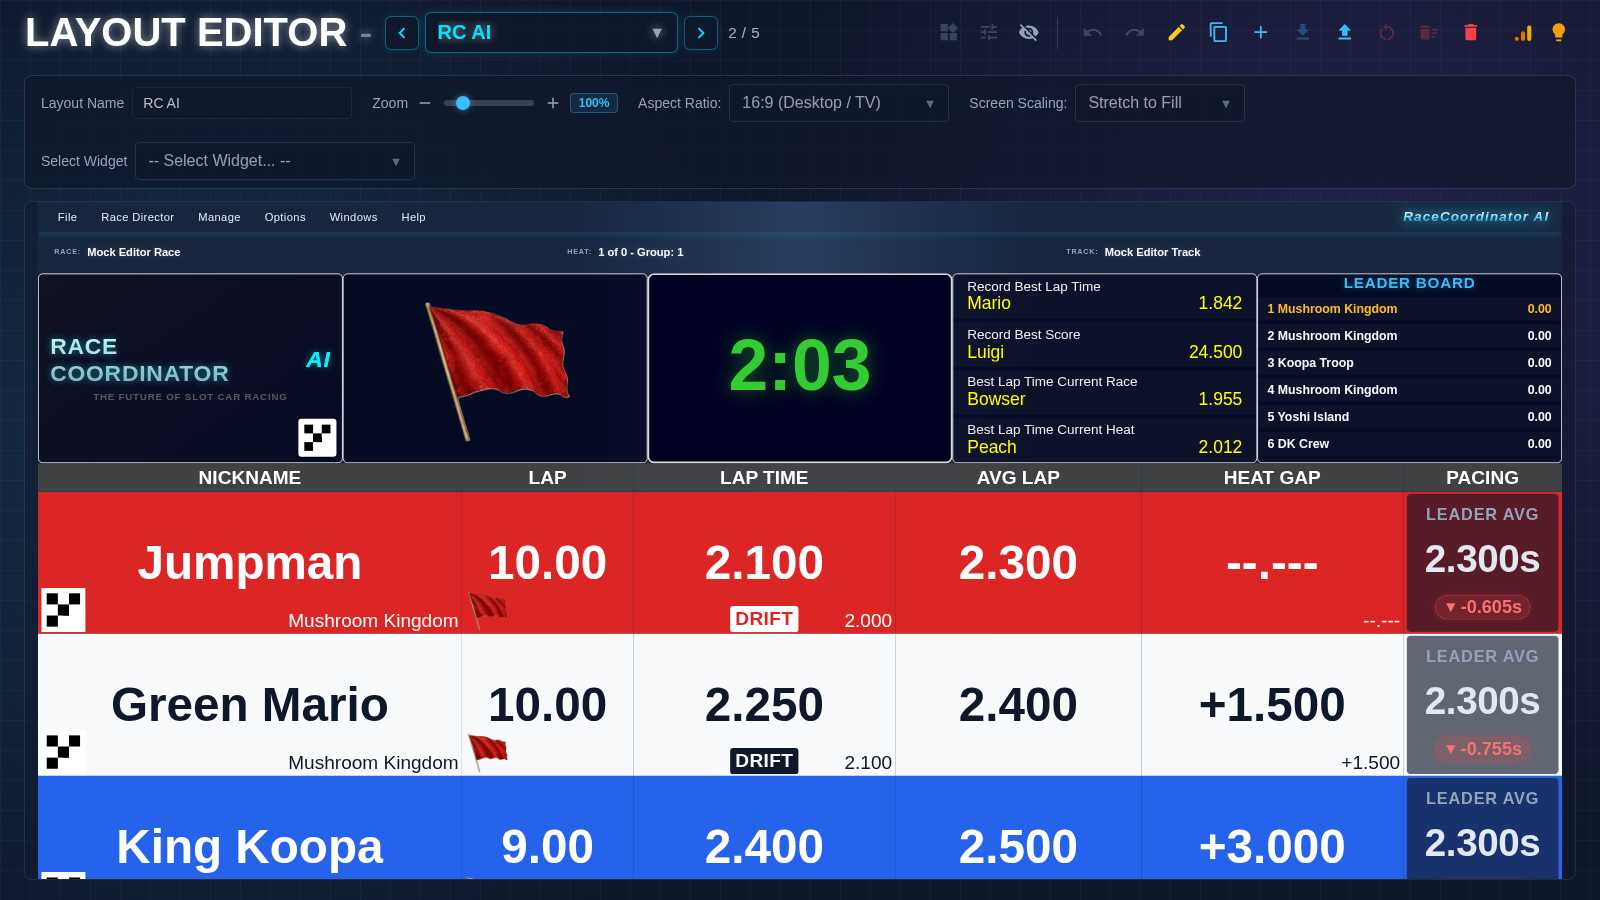 LAYOUT EDITOR -
RC AI
2 / 5
Layout Name RC AI Zoom 100% Aspect Ratio: 16:9 (Desktop / TV) Screen Scaling: Stretch to Fill
Select Widget -- Select Widget... --
File Race Director Manage Options Windows Help RaceCoordinator AI
RACE: Mock Editor Race HEAT: 1 of 0 - Group: 1 TRACK: Mock Editor Track
RACE COORDINATOR AI
THE FUTURE OF SLOT CAR RACING
2:03
Record Best Lap Time
Mario 1.842
Record Best Score
Luigi 24.500
Best Lap Time Current Race
Bowser 1.955
Best Lap Time Current Heat
Peach 2.012
LEADER BOARD
1 Mushroom Kingdom 0.00
2 Mushroom Kingdom 0.00
3 Koopa Troop 0.00
4 Mushroom Kingdom 0.00
5 Yoshi Island 0.00
6 DK Crew 0.00
NICKNAME LAP LAP TIME AVG LAP HEAT GAP PACING
LEADER AVG
Jumpman 10.00 2.100 2.300 --.--- 2.300s
▼ -0.605s
Mushroom Kingdom DRIFT 2.000 --.---
LEADER AVG
Green Mario 10.00 2.250 2.400 +1.500 2.300s
▼ -0.755s
Mushroom Kingdom DRIFT 2.100 +1.500
LEADER AVG
King Koopa 9.00 2.400 2.500 +3.000 2.300s